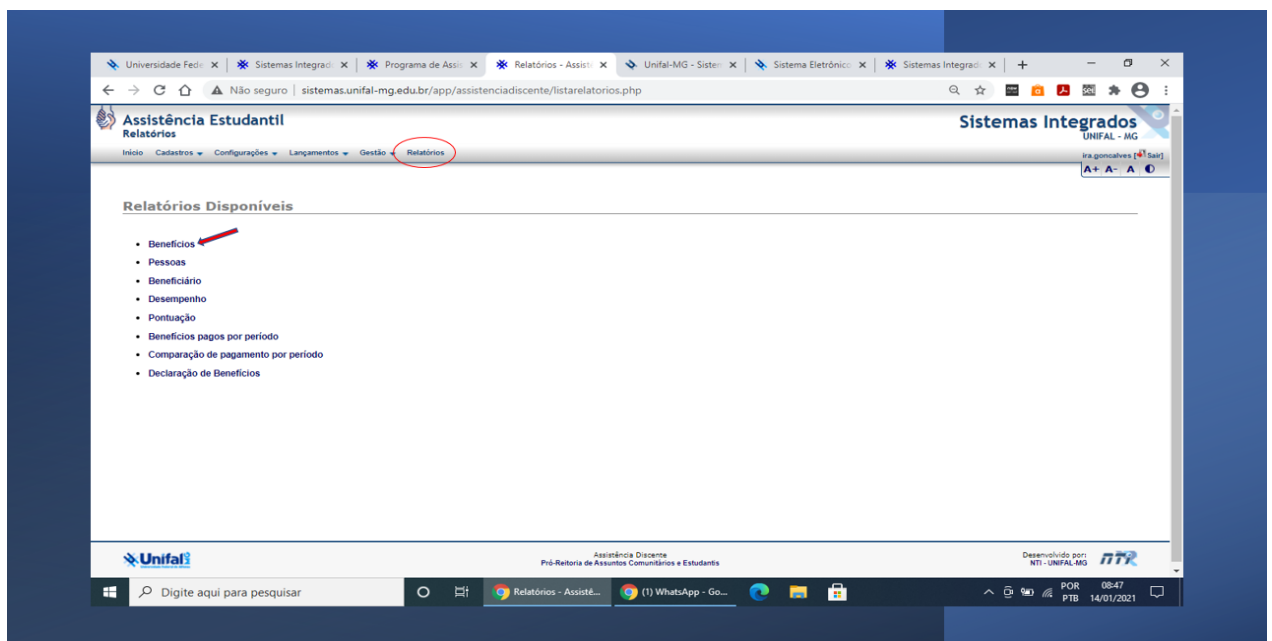 Universidade Fede
Sistemas Integrad
Programa de Assis
Relatórios - Assistê
Unifal-MG - Sistem
Sistema Eletrônico
Sistemas Integrad
Não seguro | sistemas.unifal-mg.edu.br/app/assistenciadiscente/listarelatorios.php
Assistência Estudantil
Relatórios
Sistemas Integrados
UNIFAL - MG
Início Cadastros Configurações Lançamentos Gestão Relatórios
ira.goncalves [Sair]
A+ A- A
Relatórios Disponíveis
• Benefícios
• Pessoas
• Beneficiário
• Desempenho
• Pontuação
• Benefícios pagos por período
• Comparação de pagamento por período
• Declaração de Benefícios
Unifal
Assistência Discente
Pró-Reitoria de Assuntos Comunitários e Estudantis
Desenvolvido por:
NTI - UNIFAL-MG
Digite aqui para pesquisar
Relatórios - Assistê...
(1) WhatsApp - Go...
POR
PTB
08:47
14/01/2021